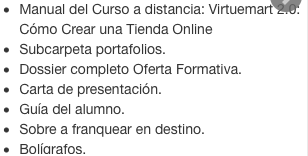 • Manual del Curso a distancia: Virtuemart 2.0:
Cómo Crear una Tienda Online
• Subcarpeta portafolios.
• Dossier completo Oferta Formativa.
• Carta de presentación.
• Guía del alumno.
• Sobre a franquear en destino.
• Bolígrafos.